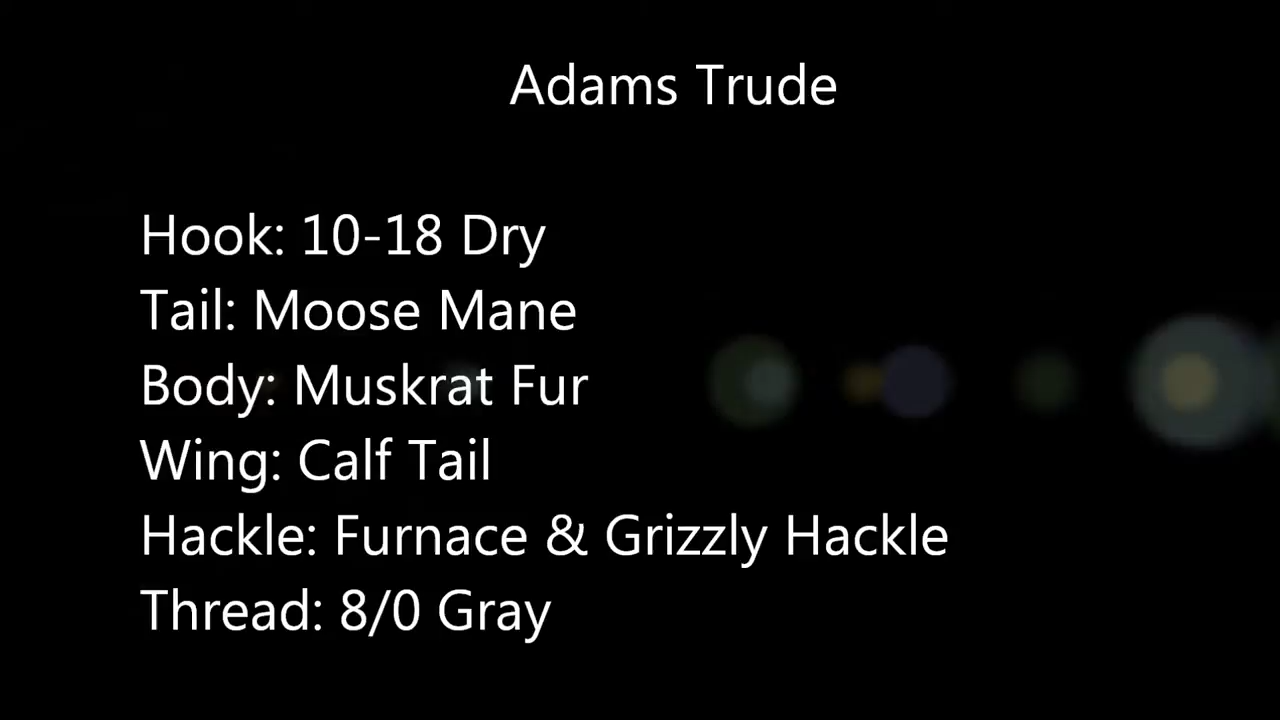 Adams Trude
Hook: 10-18 Dry
Tail: Moose Mane
Body: Muskrat Fur
Wing: Calf Tail
Hackle: Furnace & Grizzly Hackle
Thread: 8/0 Gray